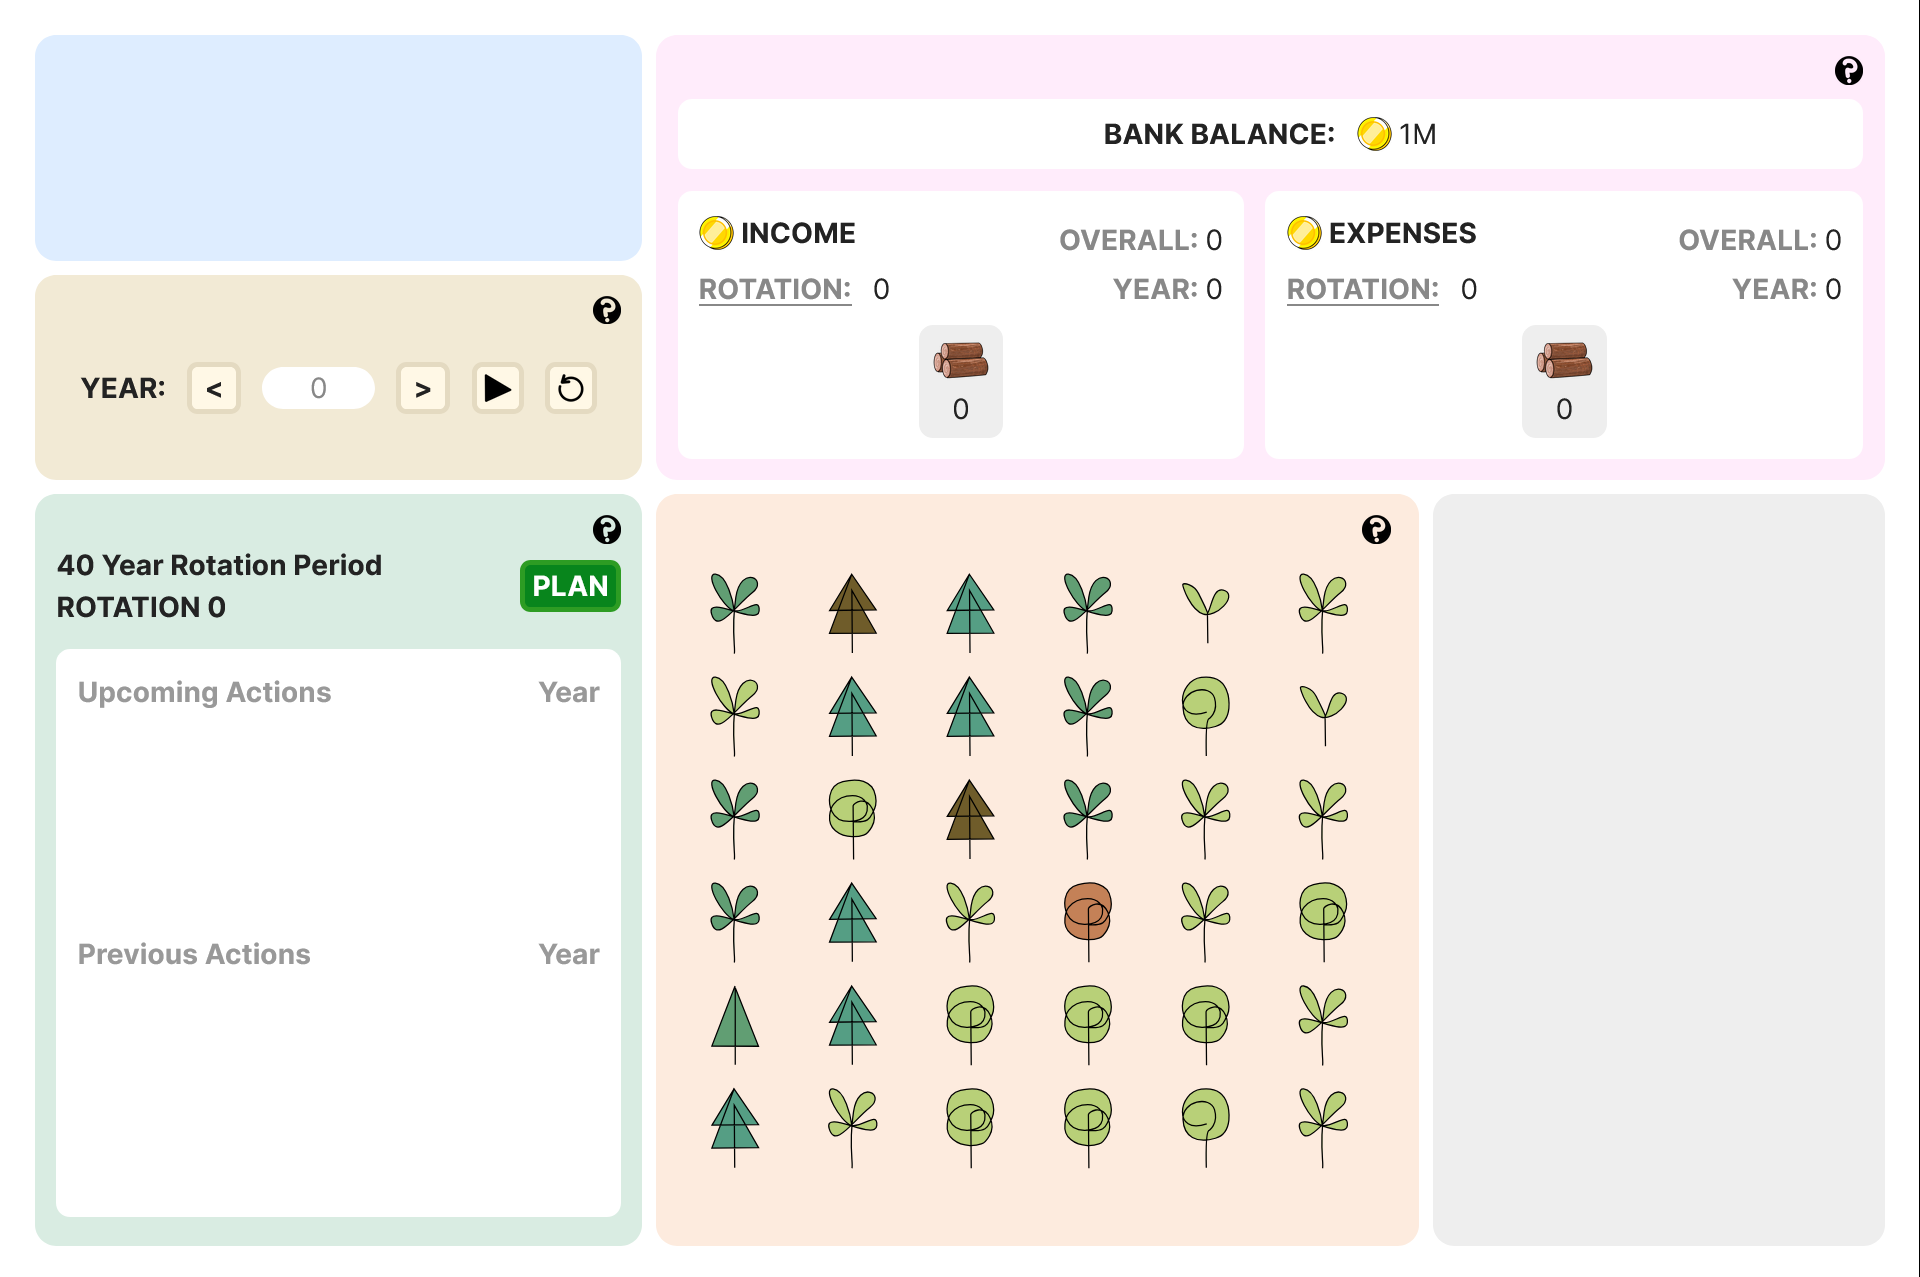 BANK BALANCE: 1M
INCOME
OVERALL: 0
ROTATION: 0
YEAR: 0
0
EXPENSES
OVERALL: 0
ROTATION: 0
YEAR: 0
0
YEAR: < 0 >
40 Year Rotation Period
ROTATION 0
PLAN
Upcoming Actions Year
Previous Actions Year